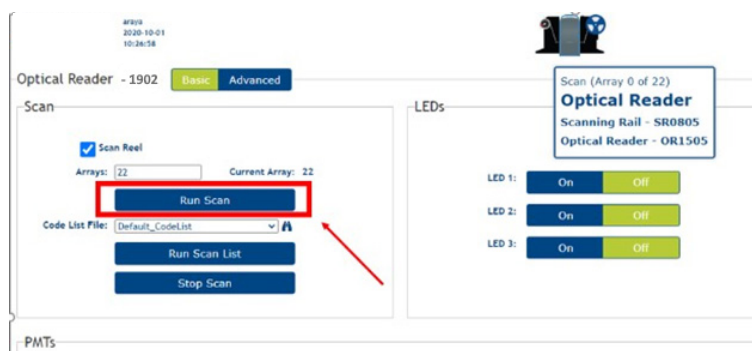 araya
2020-10-01
10:26:58
Optical Reader - 1902 Basic Advanced
Scan (Array 0 of 22)
Optical Reader
Scanning Rail - SR0805
Optical Reader - OR1505
Scan
Scan Reel
Arrays: 22 Current Array: 22
Run Scan
Code List File: Default_CodeList
Run Scan List
Stop Scan
LEDs
LED 1: On Off
LED 2: On Off
LED 3: On Off
PMTs